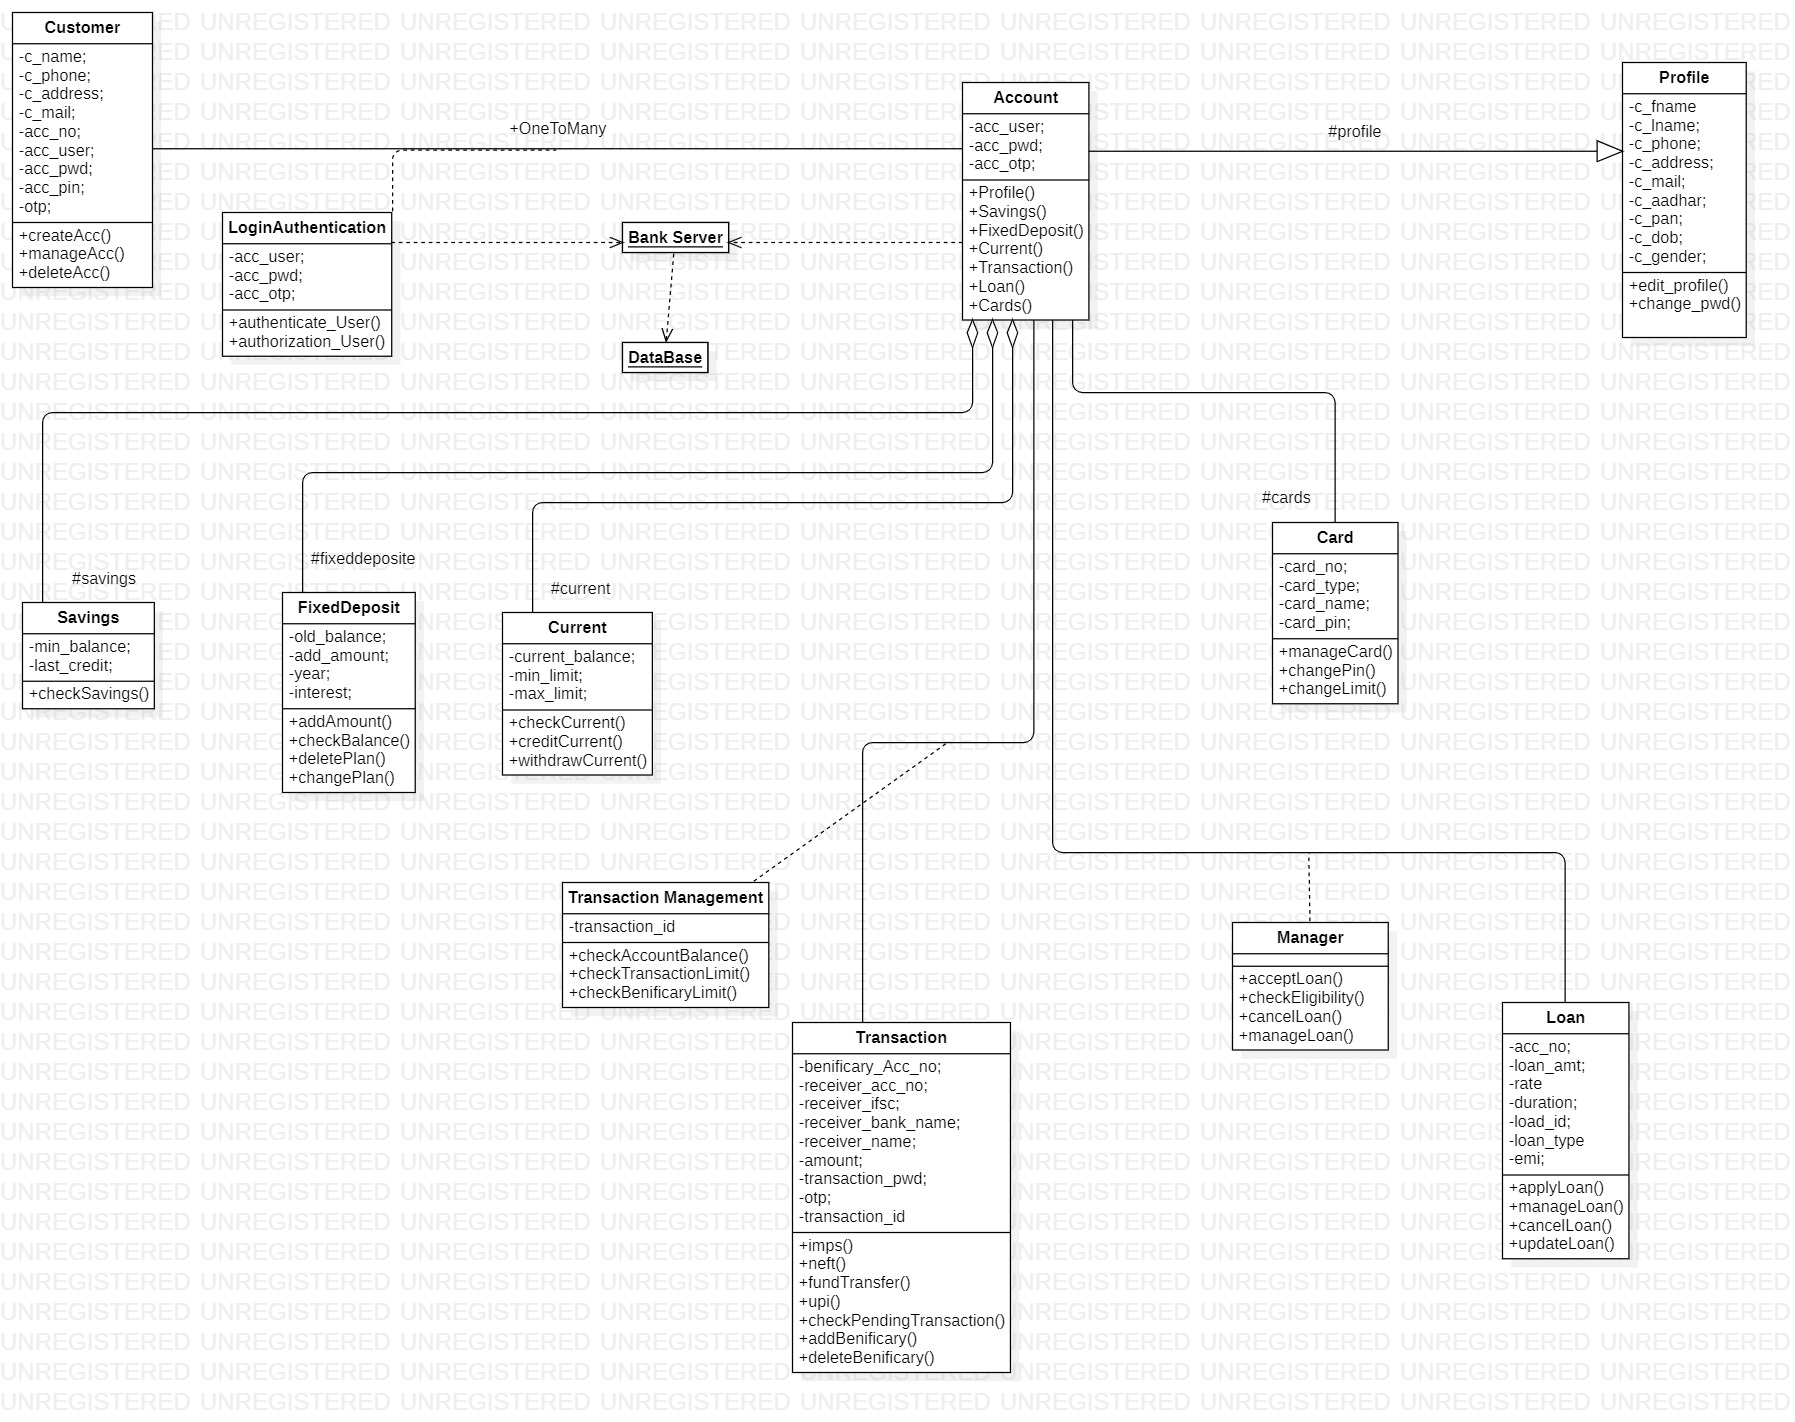 Customer
-c_name;
-c_phone;
-c_address;
-c_mail;
-acc_no;
-acc_user;
-acc_pwd;
-acc_pin;
-otp;
+createAcc()
+manageAcc()
+deleteAcc()
+OneToMany
LoginAuthentication
-acc_user;
-acc_pwd;
-acc_otp;
+authenticate_User()
+authorization_User()
Bank Server
DataBase
Account
-acc_user;
-acc_pwd;
-acc_otp;
+Profile()
+Savings()
+FixedDeposit()
+Current()
+Transaction()
+Loan()
+Cards()
#profile
Profile
-c_fname
-c_lname;
-c_phone;
-c_address;
-c_mail;
-c_aadhar;
-c_pan;
-c_dob;
-c_gender;
+edit_profile()
+change_pwd()
#savings
Savings
-min_balance;
-last_credit;
+checkSavings()
#fixeddeposite
FixedDeposit
-old_balance;
-add_amount;
-year;
-interest;
+addAmount()
+checkBalance()
+deletePlan()
+changePlan()
#current
Current
-current_balance;
-min_limit;
-max_limit;
+checkCurrent()
+creditCurrent()
+withdrawCurrent()
#cards
Card
-card_no;
-card_type;
-card_name;
-card_pin;
+manageCard()
+changePin()
+changeLimit()
Transaction Management
-transaction_id
+checkAccountBalance()
+checkTransactionLimit()
+checkBenificaryLimit()
Transaction
-benificary_Acc_no;
-receiver_acc_no;
-receiver_ifsc;
-receiver_bank_name;
-receiver_name;
-amount;
-transaction_pwd;
-otp;
-transaction_id
+imps()
+neft()
+fundTransfer()
+upi()
+checkPendingTransaction()
+addBenificary()
+deleteBenificary()
Manager
+acceptLoan()
+checkEligibility()
+cancelLoan()
+manageLoan()
Loan
-acc_no;
-loan_amt;
-rate
-duration;
-load_id;
-loan_type
-emi;
+applyLoan()
+manageLoan()
+cancelLoan()
+updateLoan()
UNREGISTERED